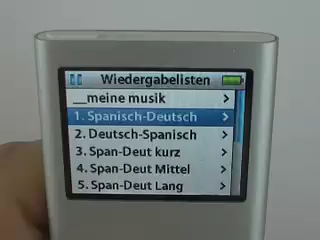 Wiedergabelisten
__meine musik
1. Spanisch-Deutsch
2. Deutsch-Spanisch
3. Span-Deut kurz
4. Span-Deut Mittel
5. Span-Deut Lang